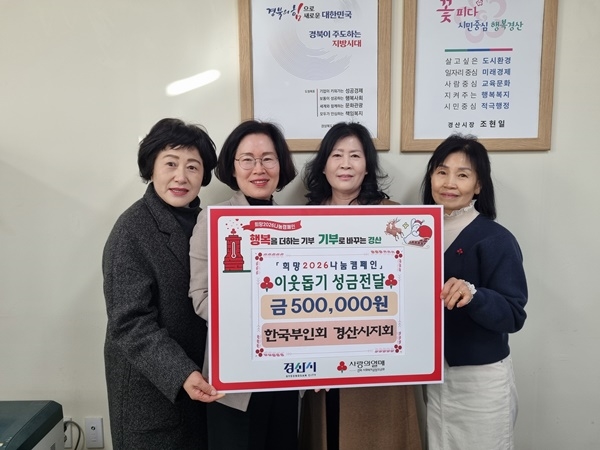 경북의 힘으로
새로운 대한민국
경북이 주도하는
지방시대
꽃
피다
시민중심 행복경산
살고싶은 도시환경
일자리중심 미래경제
사람중심 교육문화
지켜주는 행복복지
시민중심 적극행정
경산시장 조현일
희망2026나눔캠페인
행복을 더하는 기부 기부로 바꾸는 경산
「희망2026나눔캠페인」
이웃돕기 성금전달
금 500,000원
한국부인회 경산시지회
경산시
사랑의열매